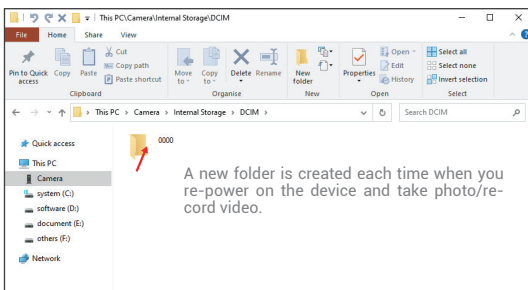 This PC\Camera\Internal Storage\DCIM
File Home Share View
Pin to Quick access
Copy
Paste
Cut
Copy path
Paste shortcut
Clipboard
Move to
Copy to
Delete
Rename
Organise
New folder
New
Properties
Open
Edit
History
Open
Select all
Select none
Invert selection
Select
This PC > Camera > Internal Storage > DCIM >
Search DCIM
Quick access
This PC
Camera
system (C:)
software (D:)
document (E:)
others (F:)
Network
0000
A new folder is created each time when you
re-power on the device and take photo/re-
cord video.